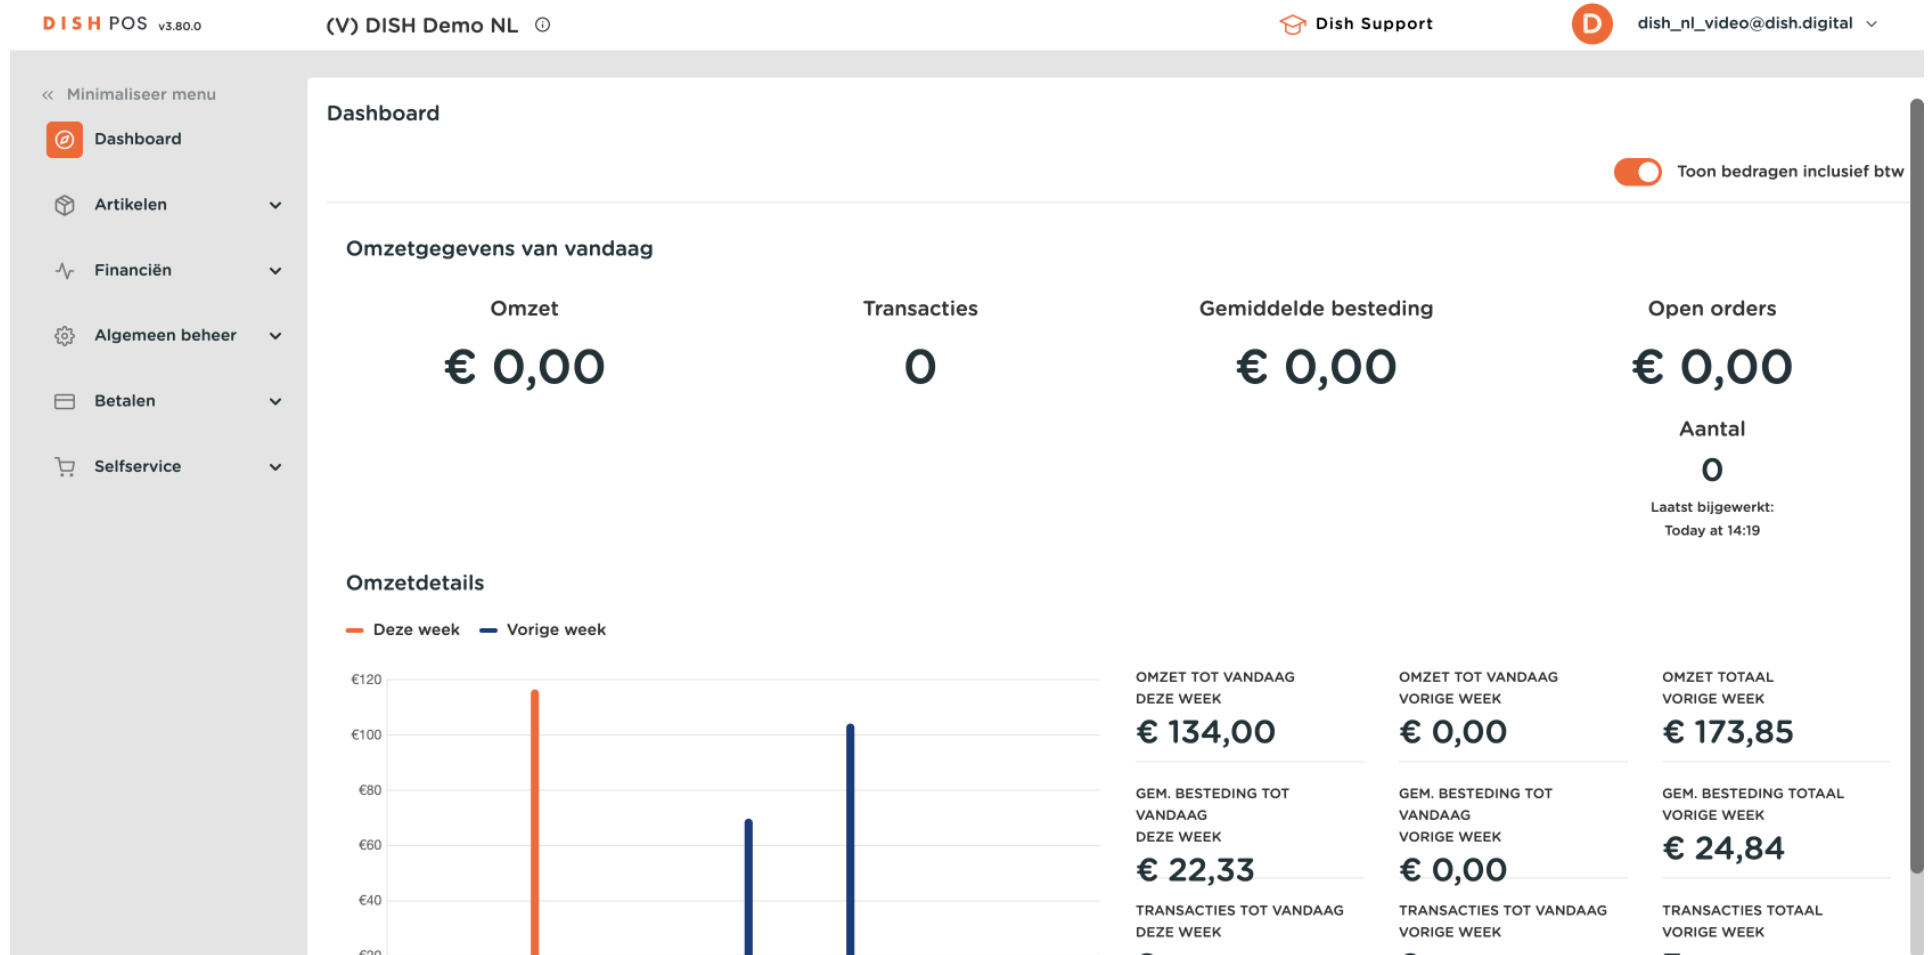 DISH POS v3.80.0
(V) DISH Demo NL
Dish Support
D
dish_nl_video@dish.digital
Minimaliseer menu
Dashboard
Artikelen
Financiën
Algemeen beheer
Betalen
Selfservice
Dashboard
Toon bedragen inclusief btw
Omzetgegevens van vandaag
Omzet
€ 0,00
Transacties
0
Gemiddelde besteding
€ 0,00
Open orders
€ 0,00
Aantal
0
Laatst bijgewerkt:
Today at 14:19
Omzetdetails
Deze week
Vorige week
€120
€100
€80
€60
€40
OMZET TOT VANDAAG
DEZE WEEK
€ 134,00
OMZET TOT VANDAAG
VORIGE WEEK
€ 0,00
OMZET TOTAAL
VORIGE WEEK
€ 173,85
GEM. BESTEDING TOT
VANDAAG
DEZE WEEK
€ 22,33
GEM. BESTEDING TOT
VANDAAG
VORIGE WEEK
€ 0,00
GEM. BESTEDING TOTAAL
VORIGE WEEK
€ 24,84
TRANSACTIES TOT VANDAAG
DEZE WEEK
TRANSACTIES TOT VANDAAG
VORIGE WEEK
TRANSACTIES TOTAAL
VORIGE WEEK